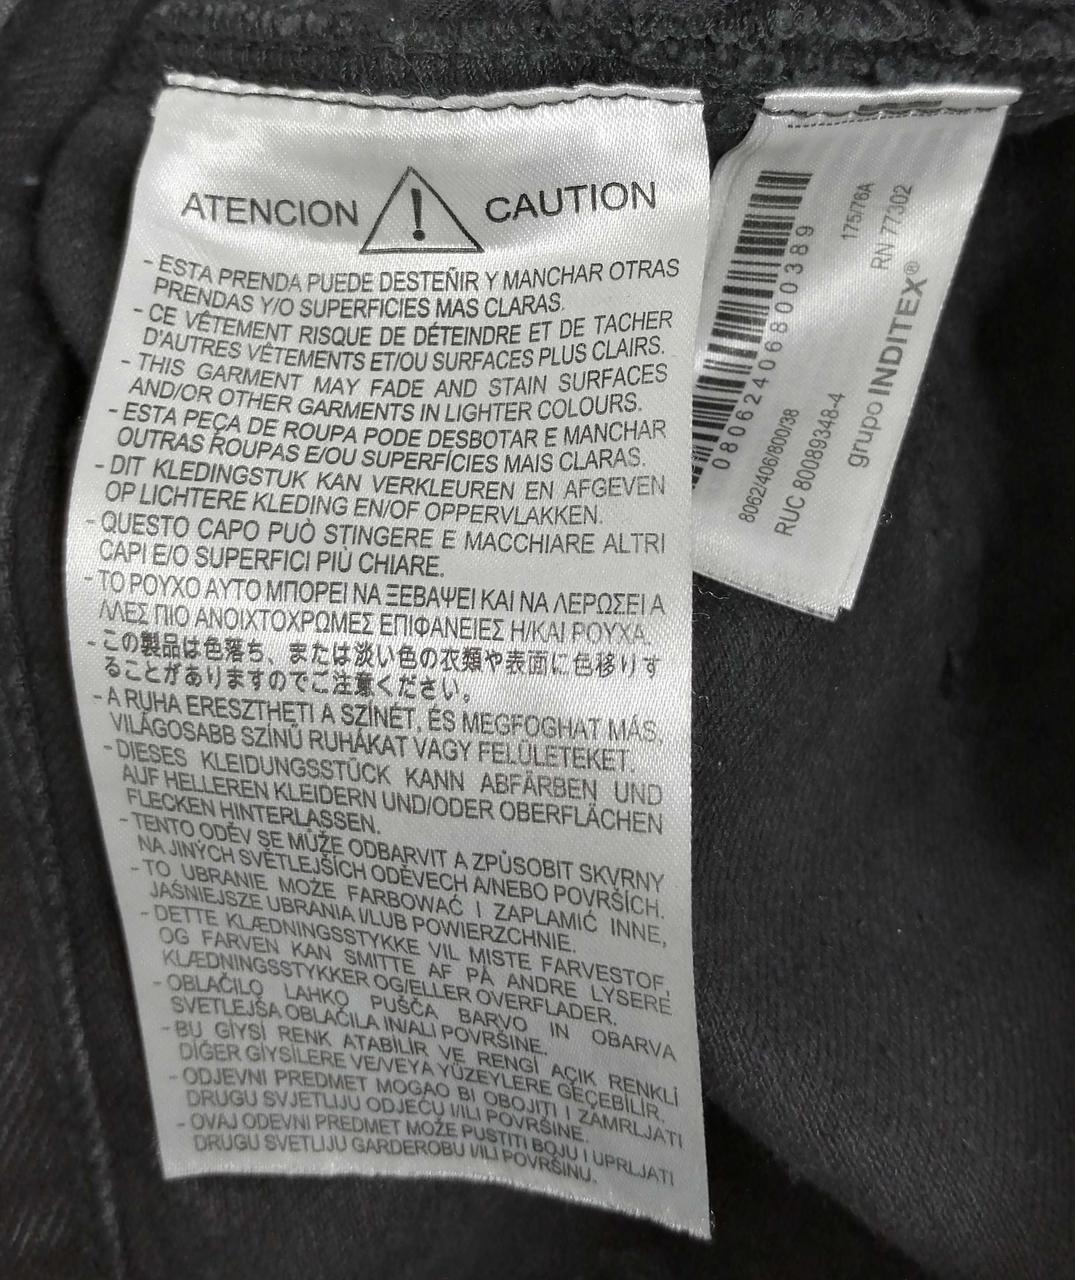 ATENCION ! CAUTION
- ESTA PRENDA PUEDE DESTEÑIR Y MANCHAR OTRAS
PRENDAS Y/O SUPERFICIES MAS CLARAS.
- CE VÊTEMENT RISQUE DE DÉTEINDRE ET DE TACHER
D'AUTRES VÊTEMENTS ET/OU SURFACES PLUS CLAIRS.
- THIS GARMENT MAY FADE AND STAIN SURFACES
AND/OR OTHER GARMENTS IN LIGHTER COLOURS.
- ESTA PEÇA DE ROUPA PODE DESBOTAR E MANCHAR
OUTRAS ROUPAS E/OU SUPERFÍCIES MAIS CLARAS.
- DIT KLEDINGSTUK KAN VERKLEUREN EN AFGEVEN
OP LICHTERE KLEDING EN/OF OPPERVLAKKEN.
- QUESTO CAPO PUÒ STINGERE E MACCHIARE ALTRI
CAPI E/O SUPERFICI PIÙ CHIARE.
- ΤΟ ΡΟΥΧΟ ΑΥΤΟ ΜΠΟΡΕΙ ΝΑ ΞΕΒΑΨΕΙ ΚΑΙ ΝΑ ΛΕΡΩΣΕΙ Α
ΛΛΕΣ ΠΙΟ ΑΝΟΙΧΤΟΧΡΩΜΕΣ ΕΠΙΦΑΝΕΙΕΣ Η/ΚΑΙ ΡΟΥΧΑ.
- この製品は色落ち、または淡い色の衣類や表面に色移りす
ることがありますのでご注意ください。
- A RUHA ERESZTHETI A SZÍNÉT, ÉS MEGFOGHAT MÁS,
VILÁGOSABB SZÍNŰ RUHÁKAT VAGY FELÜLETEKET.
- DIESES KLEIDUNGSSTÜCK KANN ABFÄRBEN UND
AUF HELLEREN KLEIDERN UND/ODER OBERFLÄCHEN
FLECKEN HINTERLASSEN.
- TENTO ODĚV SE MŮŽE ODBARVIT A ZPŮSOBIT SKVRNY
NA JINÝCH SVĚTLEJŠÍCH ODĚVECH A/NEBO POVRŠÍCH.
- TO UBRANIE MOŻE FARBOWAĆ I ZAPLAMIĆ INNE,
JAŚNIEJSZE UBRANIA I/LUB POWIERZCHNIE.
- DETTE KLÆDNINGSSTYKKE VIL MISTE FARVESTOF,
OG FARVEN KAN SMITTE AF PÅ ANDRE LYSERE
KLÆDNINGSSTYKKER OG/ELLER OVERFLADER.
- OBLAČILO LAHKO PUŠČA BARVO IN OBARVA
SVETLEJŠA OBLAČILA IN/ALI POVRŠINE.
- BU GİYSİ RENK ATABİLİR VE RENGİ AÇIK RENKLİ
DİĞER GİYSİLERE VE/VEYA YÜZEYLERE GEÇEBİLİR.
- ODJEVNI PREDMET MOGAO BI OBOJITI I ZAMRLJATI
DRUGU SVJETLIJU ODJEĆU I/ILI POVRŠINE.
- OVAJ ODEVNI PREDMET MOŽE PUSTITI BOJU I UPRLJATI
DRUGU SVETLIJU GARDEROBU I/ILI POVRŠINU.
08062406800389
8062/406/800/38
175/76A
RUC 80089348-4
RN 77302
grupo INDITEX®